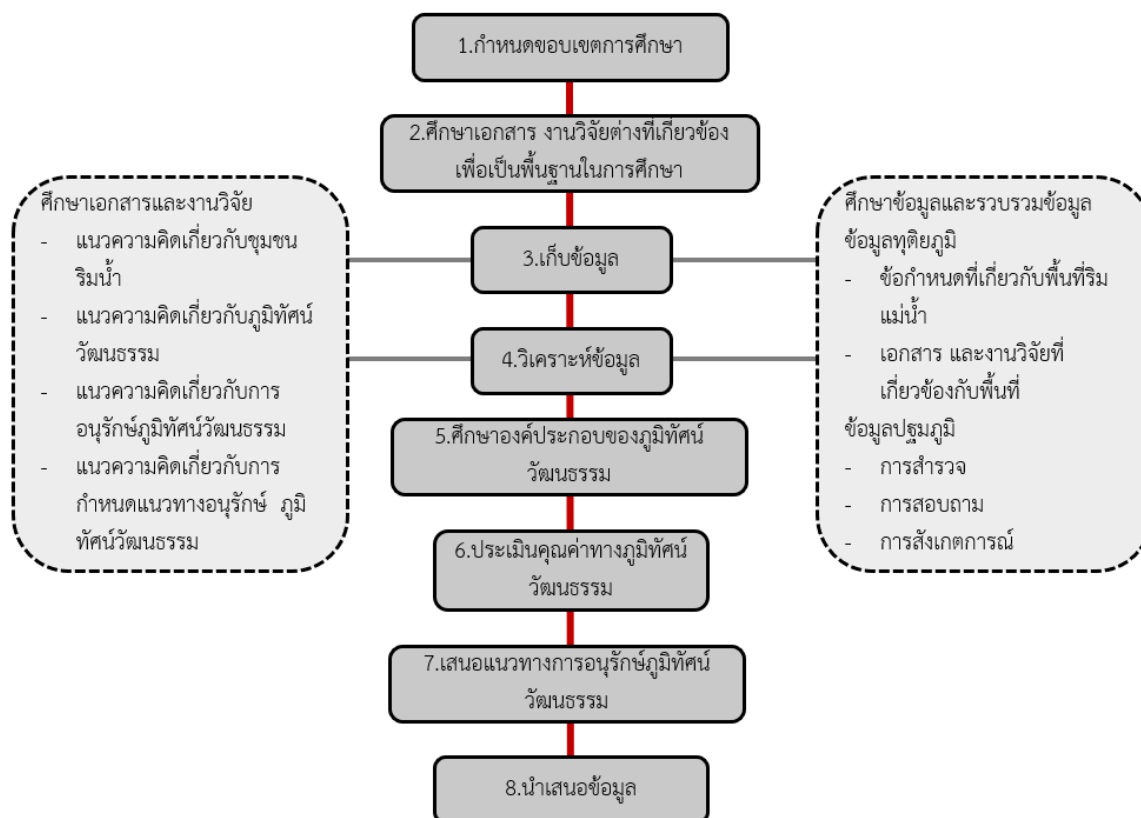 1.กำหนดขอบเขตการศึกษา
2.ศึกษาเอกสาร งานวิจัยต่างที่เกี่ยวข้อง
เพื่อเป็นพื้นฐานในการศึกษา
ศึกษาเอกสารและงานวิจัย
- แนวความคิดเกี่ยวกับชุมชน
ริมน้ำ
- แนวความคิดเกี่ยวกับภูมิทัศน์
วัฒนธรรม
- แนวความคิดเกี่ยวกับการ
อนุรักษ์ภูมิทัศน์วัฒนธรรม
- แนวความคิดเกี่ยวกับการ
กำหนดแนวทางอนุรักษ์ ภูมิ
ทัศน์วัฒนธรรม
3.เก็บข้อมูล
4.วิเคราะห์ข้อมูล
ศึกษาข้อมูลและรวบรวมข้อมูล
ข้อมูลทุติยภูมิ
- ข้อกำหนดที่เกี่ยวกับพื้นที่ริม
แม่น้ำ
- เอกสาร และงานวิจัยที่
เกี่ยวข้องกับพื้นที่
ข้อมูลปฐมภูมิ
- การสำรวจ
- การสอบถาม
- การสังเกตการณ์
5.ศึกษาองค์ประกอบของภูมิทัศน์
วัฒนธรรม
6.ประเมินคุณค่าทางภูมิทัศน์
วัฒนธรรม
7.เสนอแนวทางการอนุรักษ์ภูมิทัศน์
วัฒนธรรม
8.นำเสนอข้อมูล